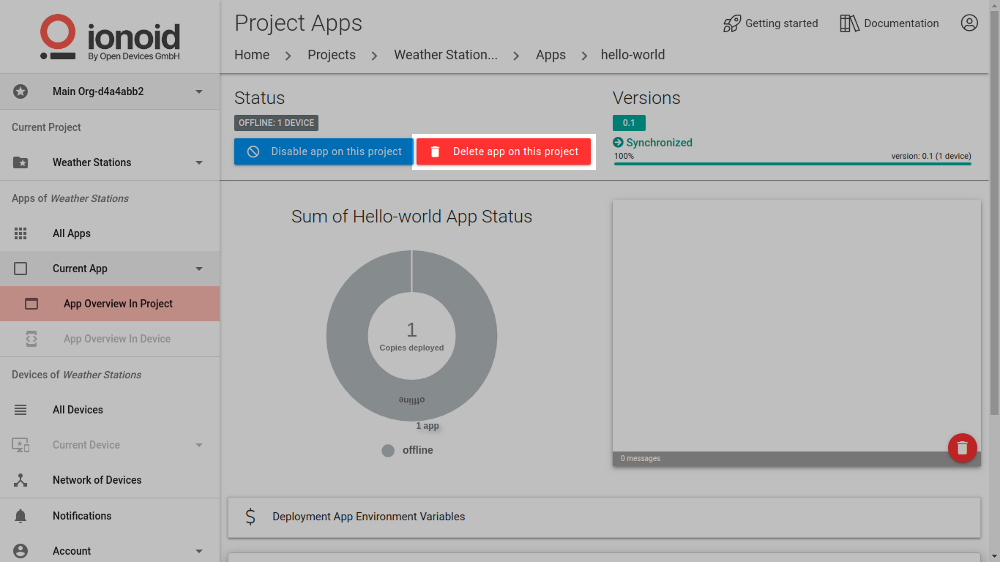 ionoid
By Open Devices GmbH
Main Org-d4a4abb2
Current Project
Weather Stations
Apps of Weather Stations
All Apps
Current App
App Overview In Project
App Overview In Device
Devices of Weather Stations
All Devices
Current Device
Network of Devices
Notifications
Account
Project Apps
Getting started
Documentation
Home > Projects > Weather Station... > Apps > hello-world
Status
OFFLINE: 1 DEVICE
Disable app on this project
Delete app on this project
Versions
0.1
Synchronized
100% version: 0.1 (1 device)
Sum of Hello-world App Status
1
Copies deployed
offline
1 app
offline
0 messages
$ Deployment App Environment Variables